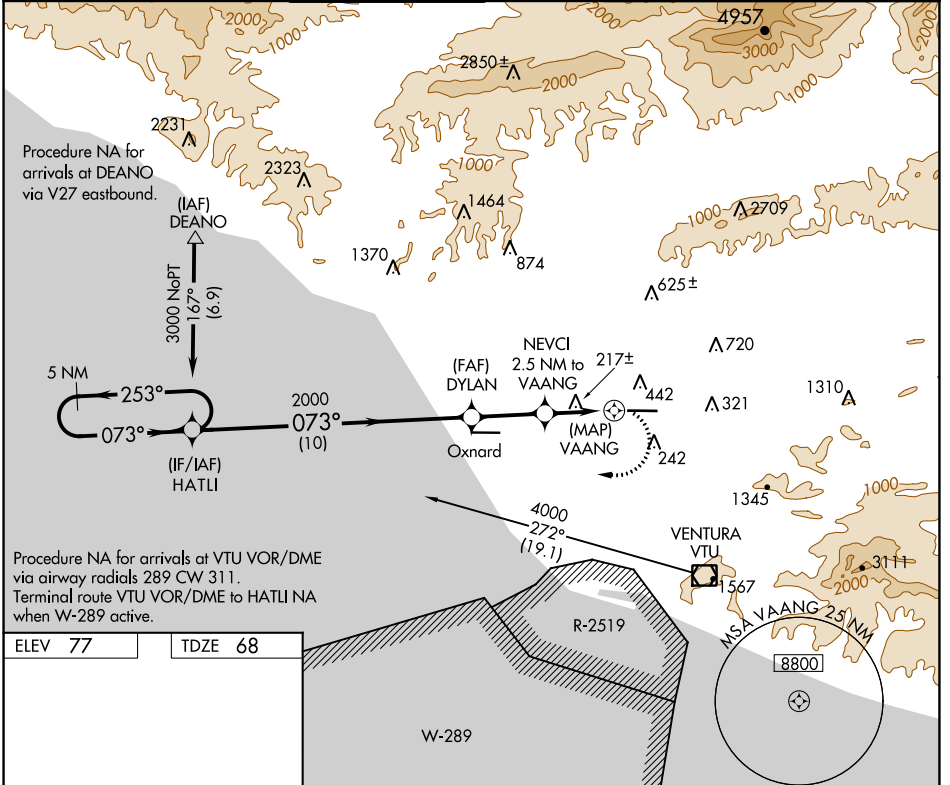 4957
2000
1000
2000
1000
3000
2000
2850±
2000
1000
2231
Procedure NA for
arrivals at DEANO
via V27 eastbound.
2323
1000
(IAF)
DEANO
1464
1000
2709
1370
874
3000 NoPT
167°
(6.9)
625±
720
NEVCI
2.5 NM to
VAANG
217±
(FAF)
DYLAN
5 NM
253°
442
1310
321
2000
073°
(10)
073°
Oxnard
(MAP)
VAANG
242
(IF/IAF)
HATLI
1345
1000
4000
272°
(19.1)
VENTURA
VTU
3111
1567
2000
Procedure NA for arrivals at VTU VOR/DME
via airway radials 289 CW 311.
Terminal route VTU VOR/DME to HATLI NA
when W-289 active.
R-2519
MSA VAANG 25 NM
ELEV 77
TDZE 68
8800
W-289